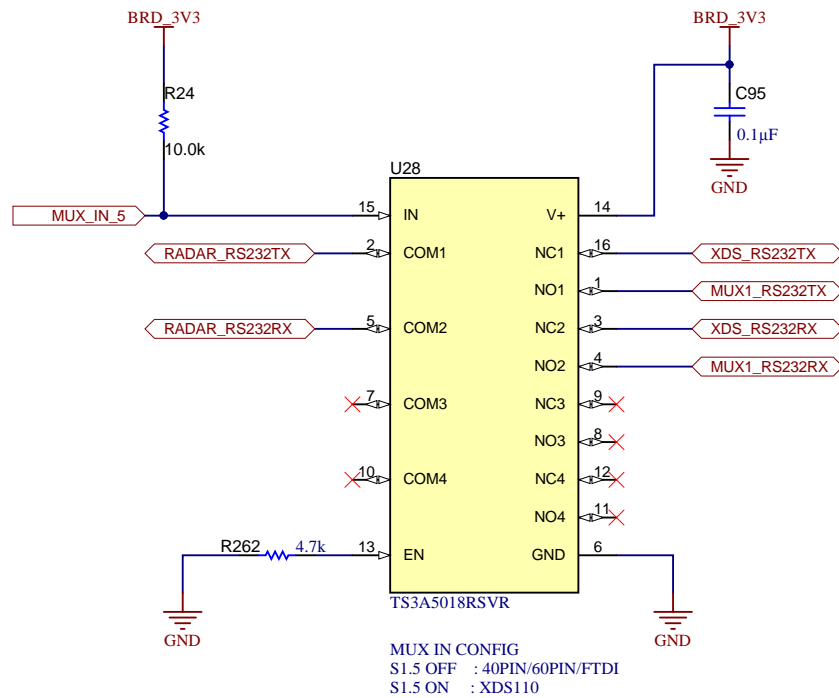 BRD_3V3
BRD_3V3
R24
C95
10.0k
0.1µF
GND
U28
MUX_IN_5
15
IN
V+
14
RADAR_RS232TX
2
COM1
NC1
16
XDS_RS232TX
NO1
1
MUX1_RS232TX
RADAR_RS232RX
5
COM2
NC2
3
XDS_RS232RX
NO2
4
MUX1_RS232RX
7
COM3
NC3
9
NO3
8
10
COM4
NC4
12
NO4
11
R262
4.7k
13
EN
GND
6
TS3A5018RSVR
GND
GND
MUX IN CONFIG
S1.5 OFF : 40PIN/60PIN/FTDI
S1.5 ON : XDS110